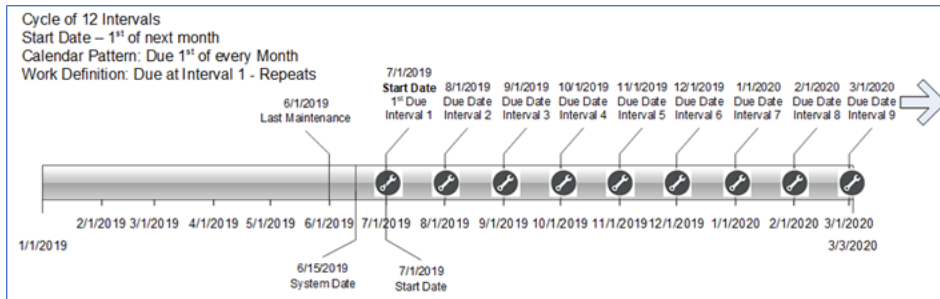 Cycle of 12 Intervals
Start Date – 1st of next month
Calendar Pattern: Due 1st of every Month
Work Definition: Due at Interval 1 - Repeats
6/1/2019
Last Maintenance
7/1/2019
Start Date
1st Due
Interval 1
8/1/2019
Due Date
Interval 2
9/1/2019
Due Date
Interval 3
10/1/2019
Due Date
Interval 4
11/1/2019
Due Date
Interval 5
12/1/2019
Due Date
Interval 6
1/1/2020
Due Date
Interval 7
2/1/2020
Due Date
Interval 8
3/1/2020
Due Date
Interval 9
2/1/2019 3/1/2019 4/1/2019 5/1/2019 6/1/2019 7/1/2019 8/1/2019 9/1/2019 10/1/2019 11/1/2019 12/1/2019 1/1/2020 2/1/2020 3/1/2020
1/1/2019 3/3/2020
6/15/2019
System Date
7/1/2019
Start Date